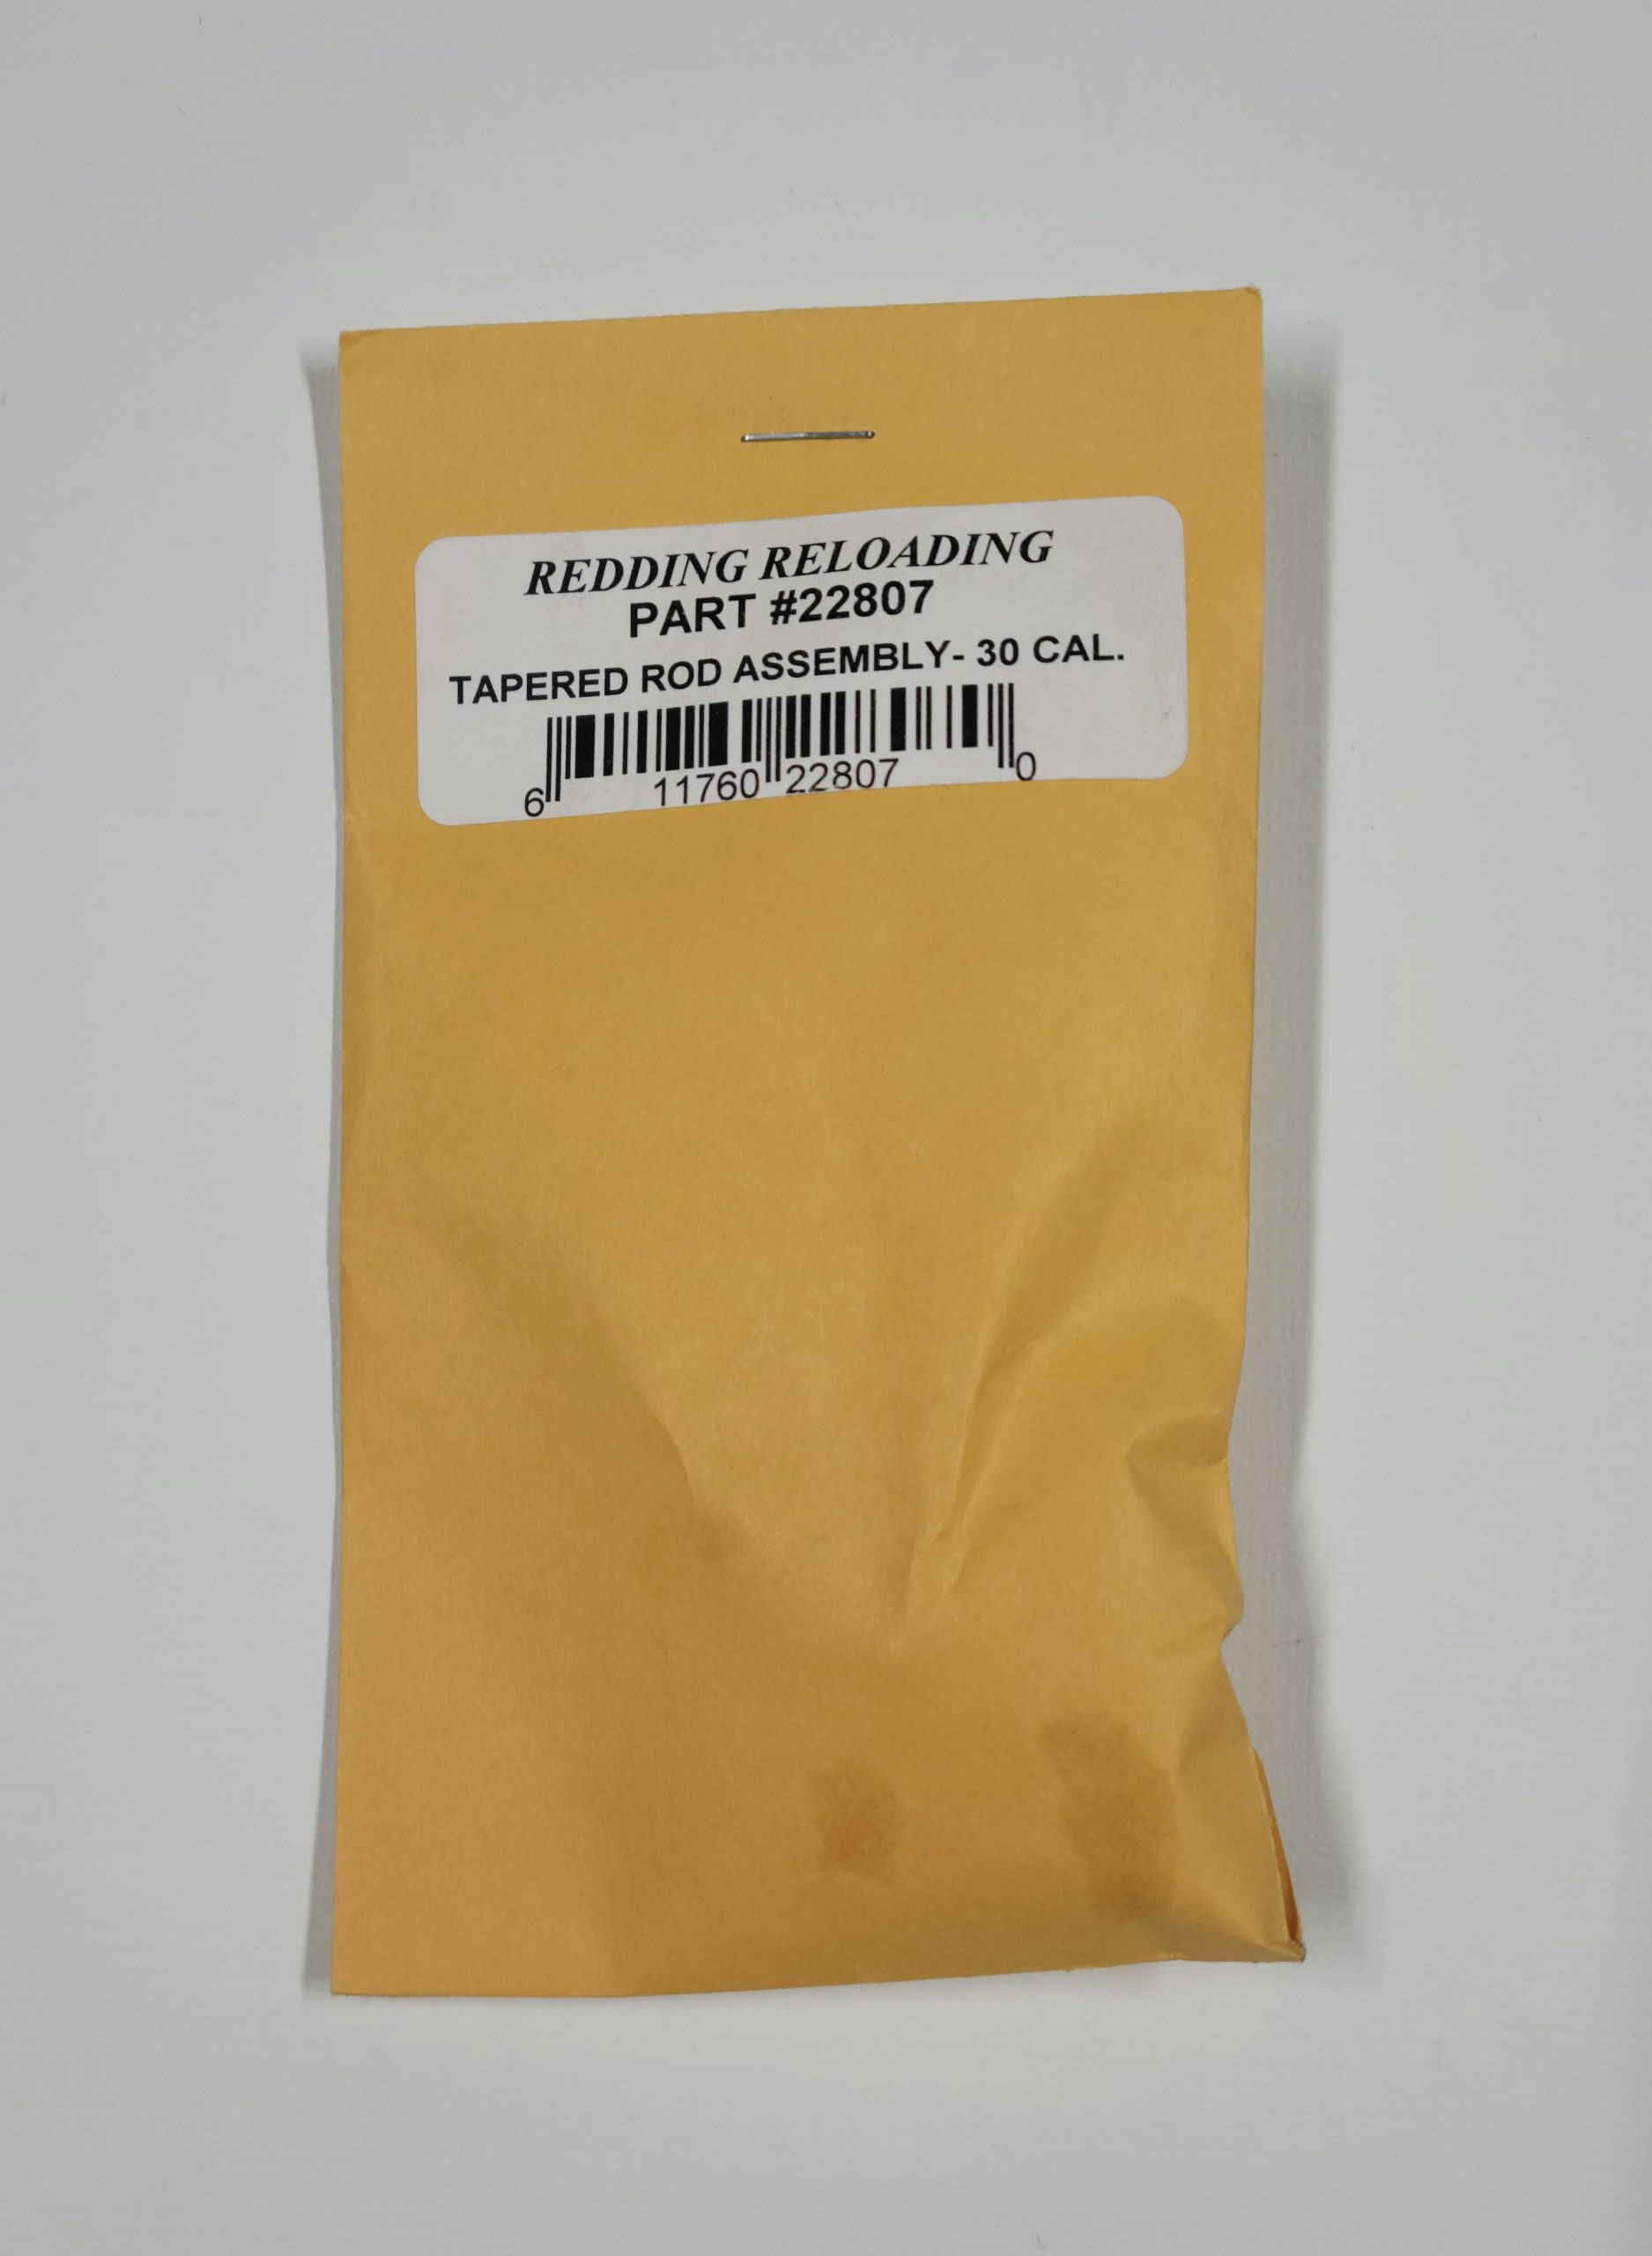 REDDING RELOADING
PART #22807
TAPERED ROD ASSEMBLY- 30 CAL.
6 11760 22807 0